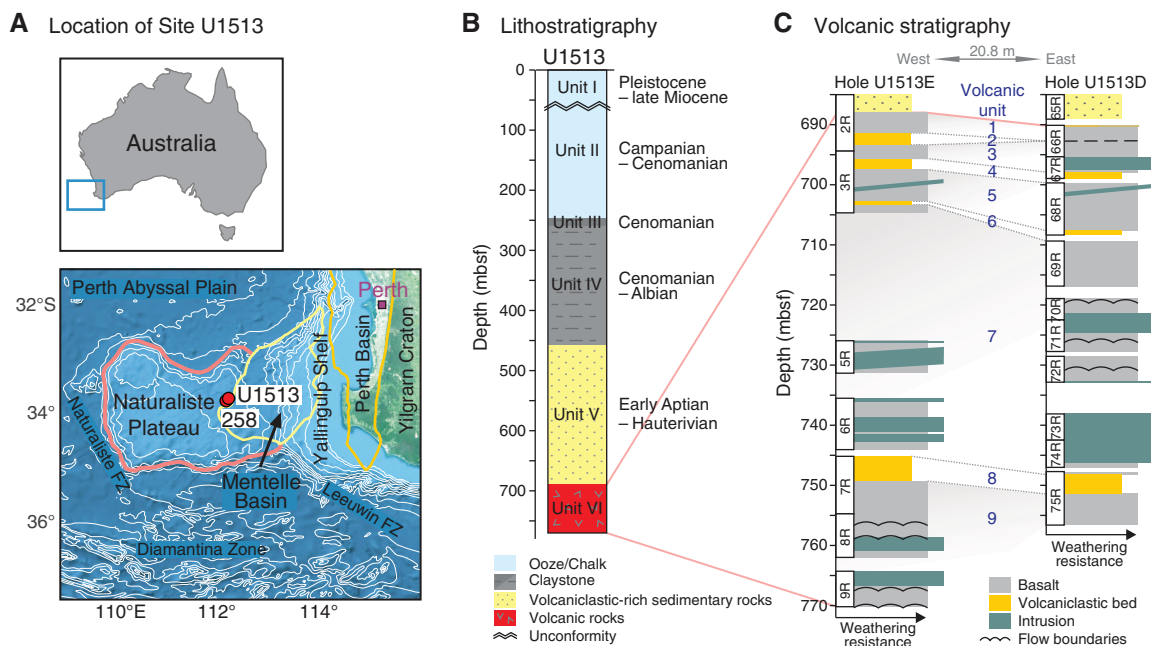 A Location of Site U1513
Australia
Perth Abyssal Plain
Perth
32°S
34°
36°
Naturaliste
Plateau
U1513
258
Mentelle
Basin
Yallingulp Shelf
Perth Basin
Yilgrarn Craton
Naturaliste FZ
Leeuwin FZ
Diamantina Zone
110°E
112°
114°
B Lithostratigraphy
U1513
Depth (mbsf)
0
100
200
300
400
500
600
700
Unit I
Unit II
Unit III
Unit IV
Unit V
Unit VI
Pleistocene
– late Miocene
Campanian
– Cenomanian
Cenomanian
Cenomanian
–Albian
Early Aptian
– Hauterivian
Ooze/Chalk
Claystone
Volcaniclastic-rich sedimentary rocks
Volcanic rocks
Unconformity
C Volcanic stratigraphy
West 20.8 m East
Hole U1513E
Hole U1513D
Volcanic
unit
Depth (mbsf)
690
700
710
720
730
740
750
760
770
2R
3R
5R
6R
7R
8R
9R
1
2
3
4
5
6
7
8
9
65R
66R
67R
68R
69R
70R
71R
72R
73R
74R
75R
Weathering
resistance
Weathering
resistance
Basalt
Volcaniclastic bed
Intrusion
Flow boundaries